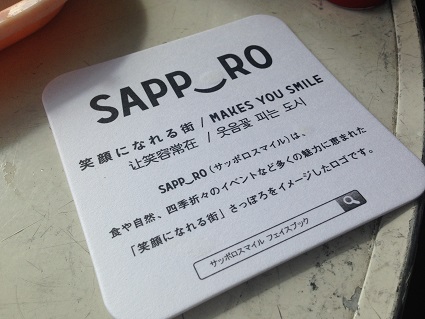 SAPP‿RO
笑顔になれる街 / MAKES YOU SMILE
让笑容常在 / 웃음꽃 피는 도시
SAPP‿RO(サッポロスマイル)は、
食や自然、四季折々のイベントなど多くの魅力に恵まれた
「笑顔になれる街」さっぽろをイメージしたロゴです。
サッポロスマイル フェイスブック